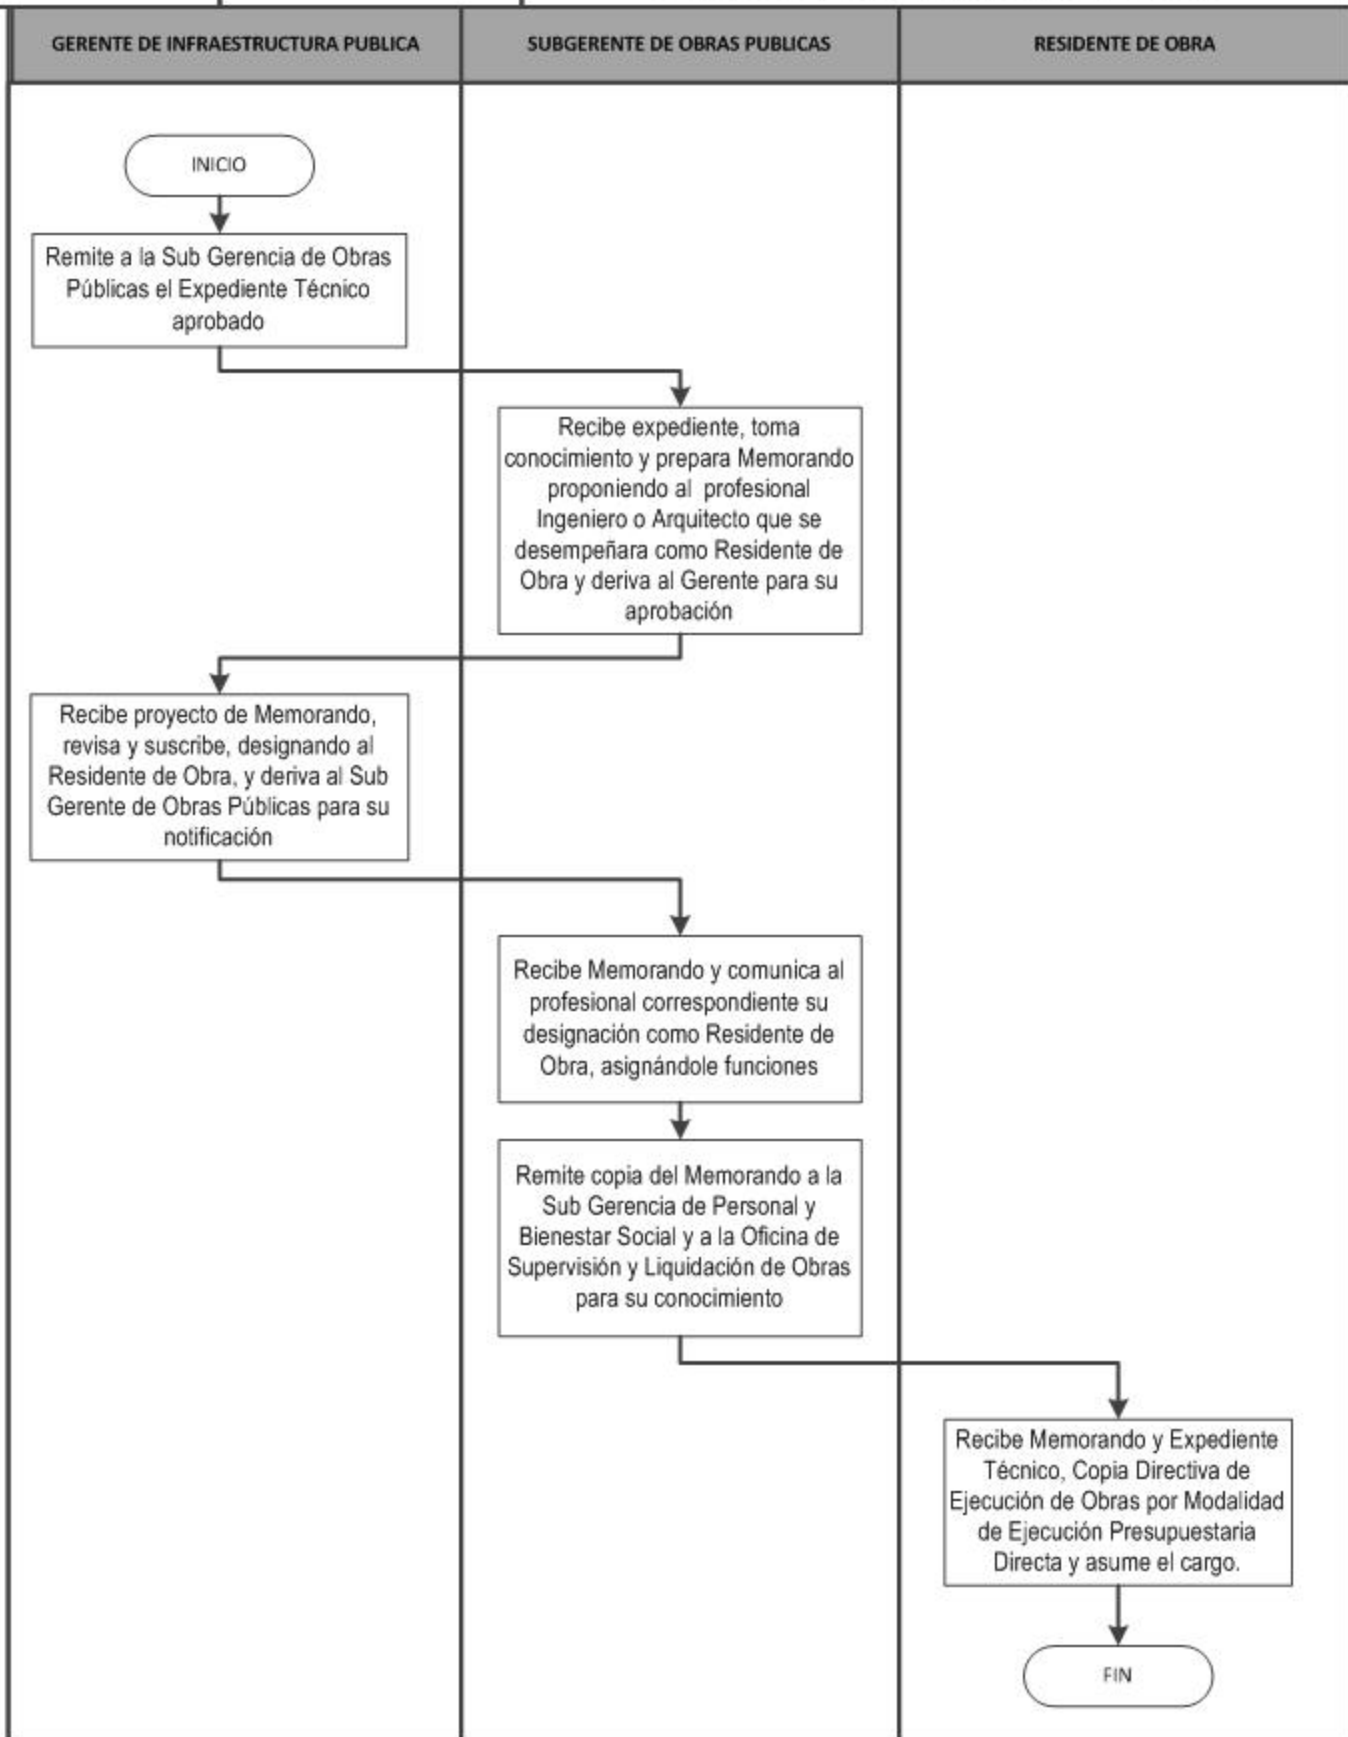 GERENTE DE INFRAESTRUCTURA PUBLICA
SUBGERENTE DE OBRAS PUBLICAS
RESIDENTE DE OBRA
INICIO
Remite a la Sub Gerencia de Obras
Públicas el Expediente Técnico
aprobado
Recibe expediente, toma
conocimiento y prepara Memorando
proponiendo al profesional
Ingeniero o Arquitecto que se
desempeñara como Residente de
Obra y deriva al Gerente para su
aprobación
Recibe proyecto de Memorando,
revisa y suscribe, designando al
Residente de Obra, y deriva al Sub
Gerente de Obras Públicas para su
notificación
Recibe Memorando y comunica al
profesional correspondiente su
designación como Residente de
Obra, asignándole funciones
Remite copia del Memorando a la
Sub Gerencia de Personal y
Bienestar Social y a la Oficina de
Supervisión y Liquidación de Obras
para su conocimiento
Recibe Memorando y Expediente
Técnico, Copia Directiva de
Ejecución de Obras por Modalidad
de Ejecución Presupuestaria
Directa y asume el cargo.
FIN